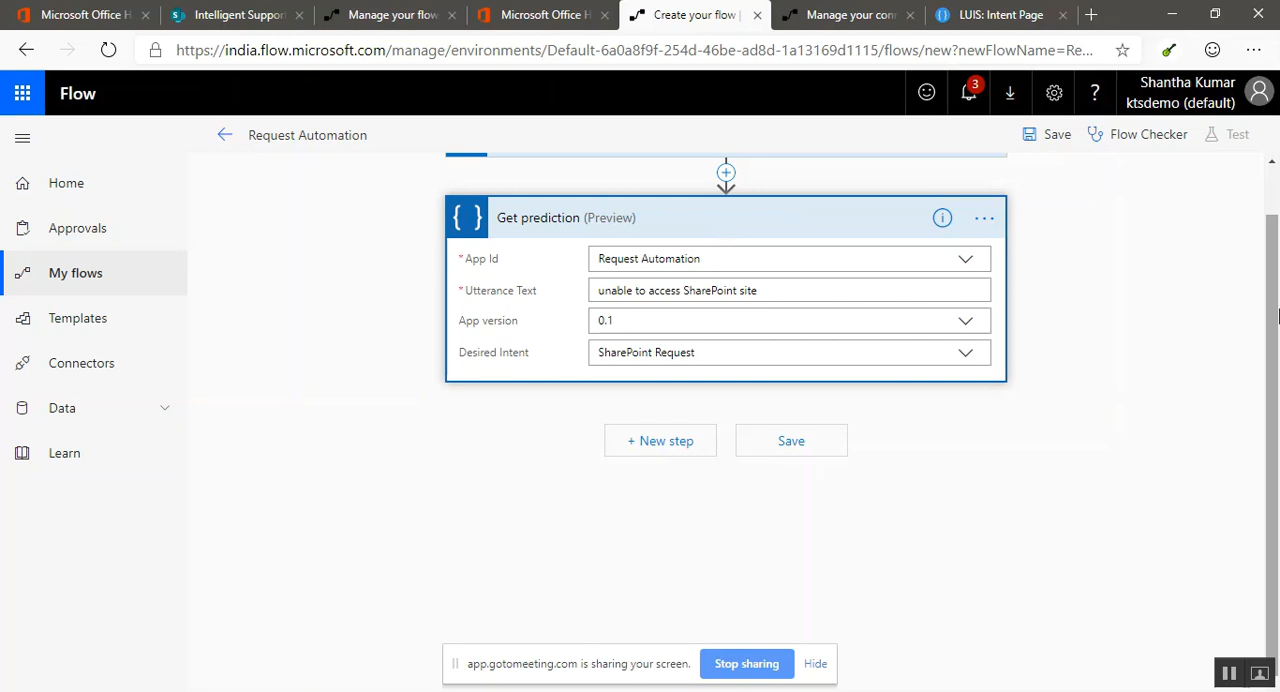 Microsoft Office H
Intelligent Suppor
Manage your flow
Microsoft Office H
Create your flow |
Manage your con
LUIS: Intent Page
https://india.flow.microsoft.com/manage/environments/Default-6a0a8f9f-254d-46be-ad8d-1a13169d1115/flows/new?newFlowName=Re...
Flow
3
?
Shantha Kumar
ktsdemo (default)
Request Automation
Save
Flow Checker
Test
Home
Approvals
My flows
Templates
Connectors
Data
Learn
Get prediction (Preview)
* App Id
Request Automation
* Utterance Text
unable to access SharePoint site
App version
0.1
Desired Intent
SharePoint Request
+ New step
Save
app.gotomeeting.com is sharing your screen.
Stop sharing
Hide